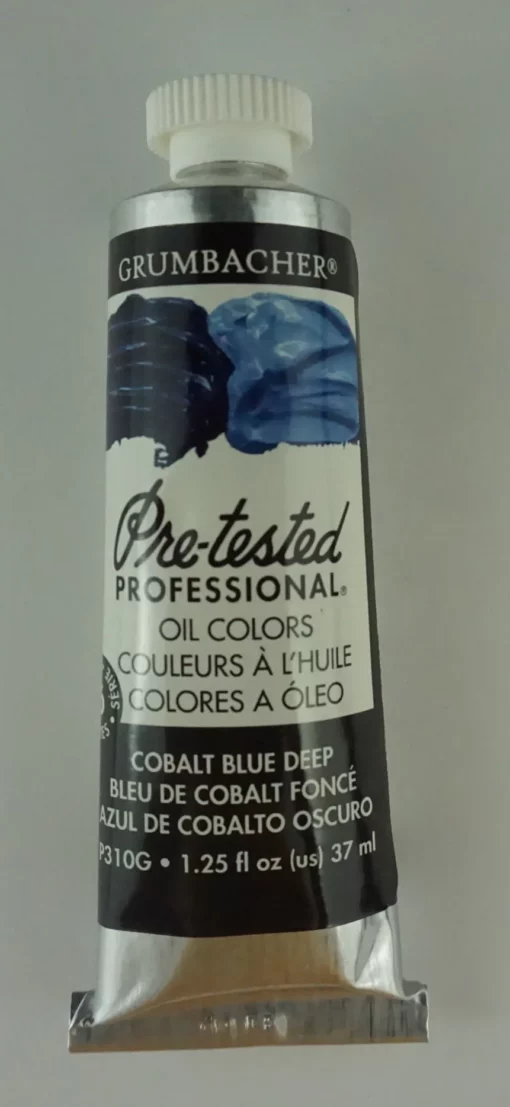 GRUMBACHER®
Pre-tested
PROFESSIONAL®
OIL COLORS
COULEURS À L'HUILE
COLORES A ÓLEO
SÉRIE
COBALT BLUE DEEP
BLEU DE COBALT FONCÉ
AZUL DE COBALTO OSCURO
P310G • 1.25 fl oz (us) 37 ml